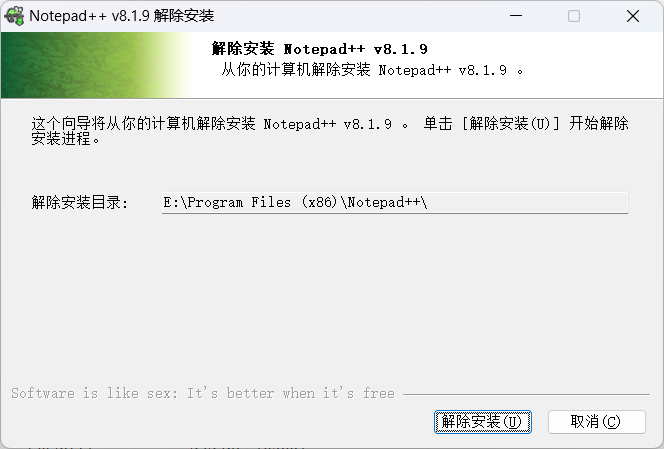 Notepad++ v8.1.9 解除安装
解除安装 Notepad++ v8.1.9
从你的计算机解除安装 Notepad++ v8.1.9 。
这个向导将从你的计算机解除安装 Notepad++ v8.1.9 。 单击 [解除安装(U)] 开始解除
安装进程。
解除安装目录: E:\Program Files (x86)\Notepad++\
Software is like sex: It's better when it's free
解除安装(U) 取消(C)